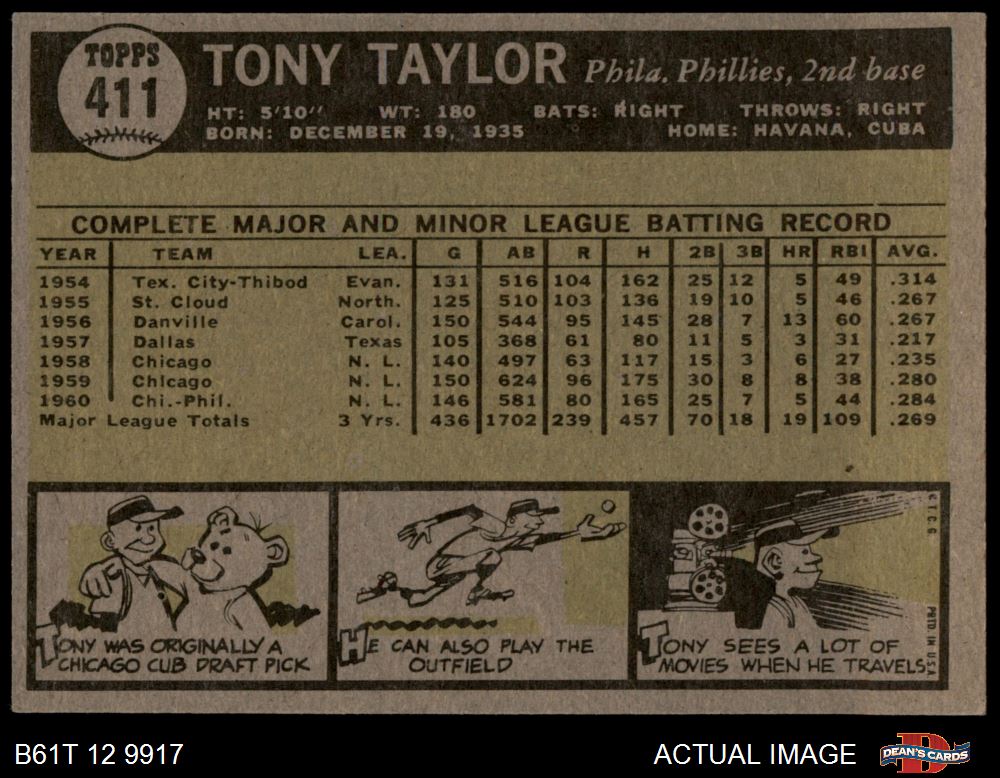 TOPPS
411
TONY TAYLOR Phila. Phillies, 2nd base
HT: 5'10" WT: 180 BATS: RIGHT THROWS: RIGHT
BORN: DECEMBER 19, 1935 HOME: HAVANA, CUBA
COMPLETE MAJOR AND MINOR LEAGUE BATTING RECORD
YEAR TEAM LEA. G AB R H 2B 3B HR RBI AVG.
1954 Tex. City-Thibod Evan. 131 516 104 162 25 12 5 49 .314
1955 St. Cloud North. 125 510 103 136 19 10 5 46 .267
1956 Danville Carol. 150 544 95 145 28 7 13 60 .267
1957 Dallas Texas 105 368 61 80 11 5 3 31 .217
1958 Chicago N. L. 140 497 63 117 15 3 6 27 .235
1959 Chicago N. L. 150 624 96 175 30 8 8 38 .280
1960 Chi.-Phil. N. L. 146 581 80 165 25 7 5 44 .284
Major League Totals 3 Yrs. 436 1702 239 457 70 18 19 109 .269
TONY WAS ORIGINALLY A
CHICAGO CUB DRAFT PICK
HE CAN ALSO PLAY THE
OUTFIELD
TONY SEES A LOT OF
MOVIES WHEN HE TRAVELS.
© T.C.G.
PRTD IN U.S.A.
B61T 12 9917
ACTUAL IMAGE
DEAN'S CARDS